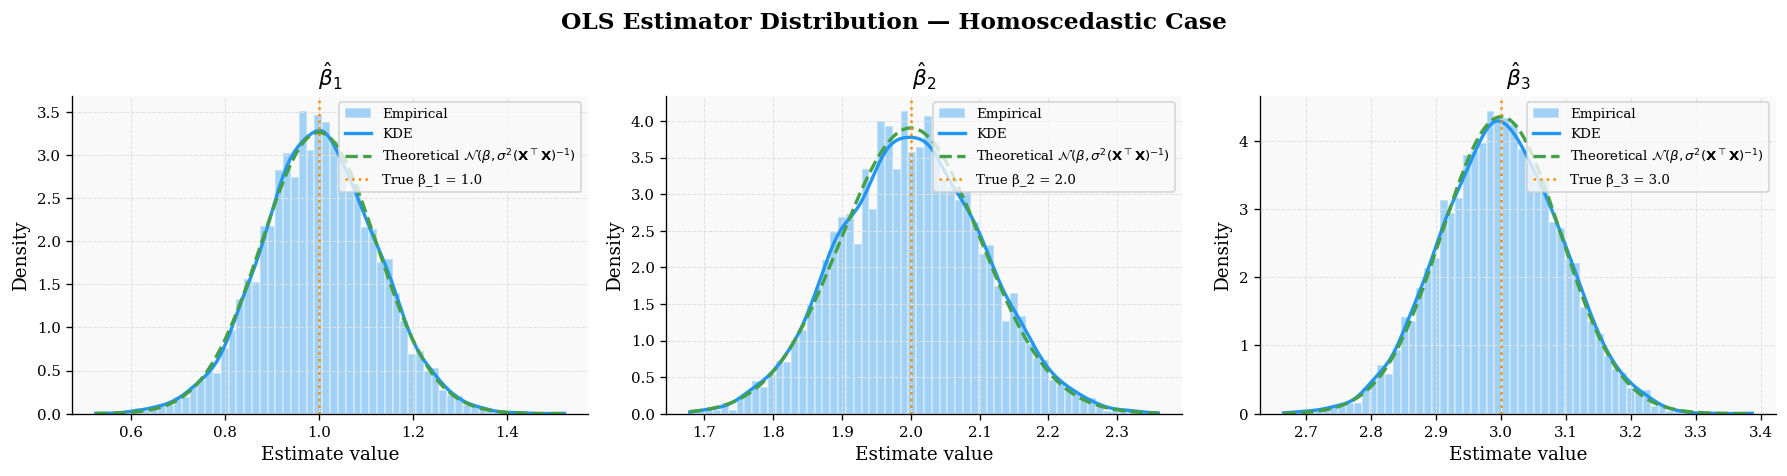 OLS Estimator Distribution — Homoscedastic Case
β̂₁
Empirical
KDE
Theoretical 𝒩(β, σ²(X⊤X)⁻¹)
True β_1 = 1.0
3.5
3.0
2.5
2.0
1.5
1.0
0.5
0.0
Density
0.6 0.8 1.0 1.2 1.4
Estimate value
β̂₂
Empirical
KDE
Theoretical 𝒩(β, σ²(X⊤X)⁻¹)
True β_2 = 2.0
4.0
3.5
3.0
2.5
2.0
1.5
1.0
0.5
0.0
Density
1.7 1.8 1.9 2.0 2.1 2.2 2.3
Estimate value
β̂₃
Empirical
KDE
Theoretical 𝒩(β, σ²(X⊤X)⁻¹)
True β_3 = 3.0
4
3
2
1
0
Density
2.7 2.8 2.9 3.0 3.1 3.2 3.3 3.4
Estimate value